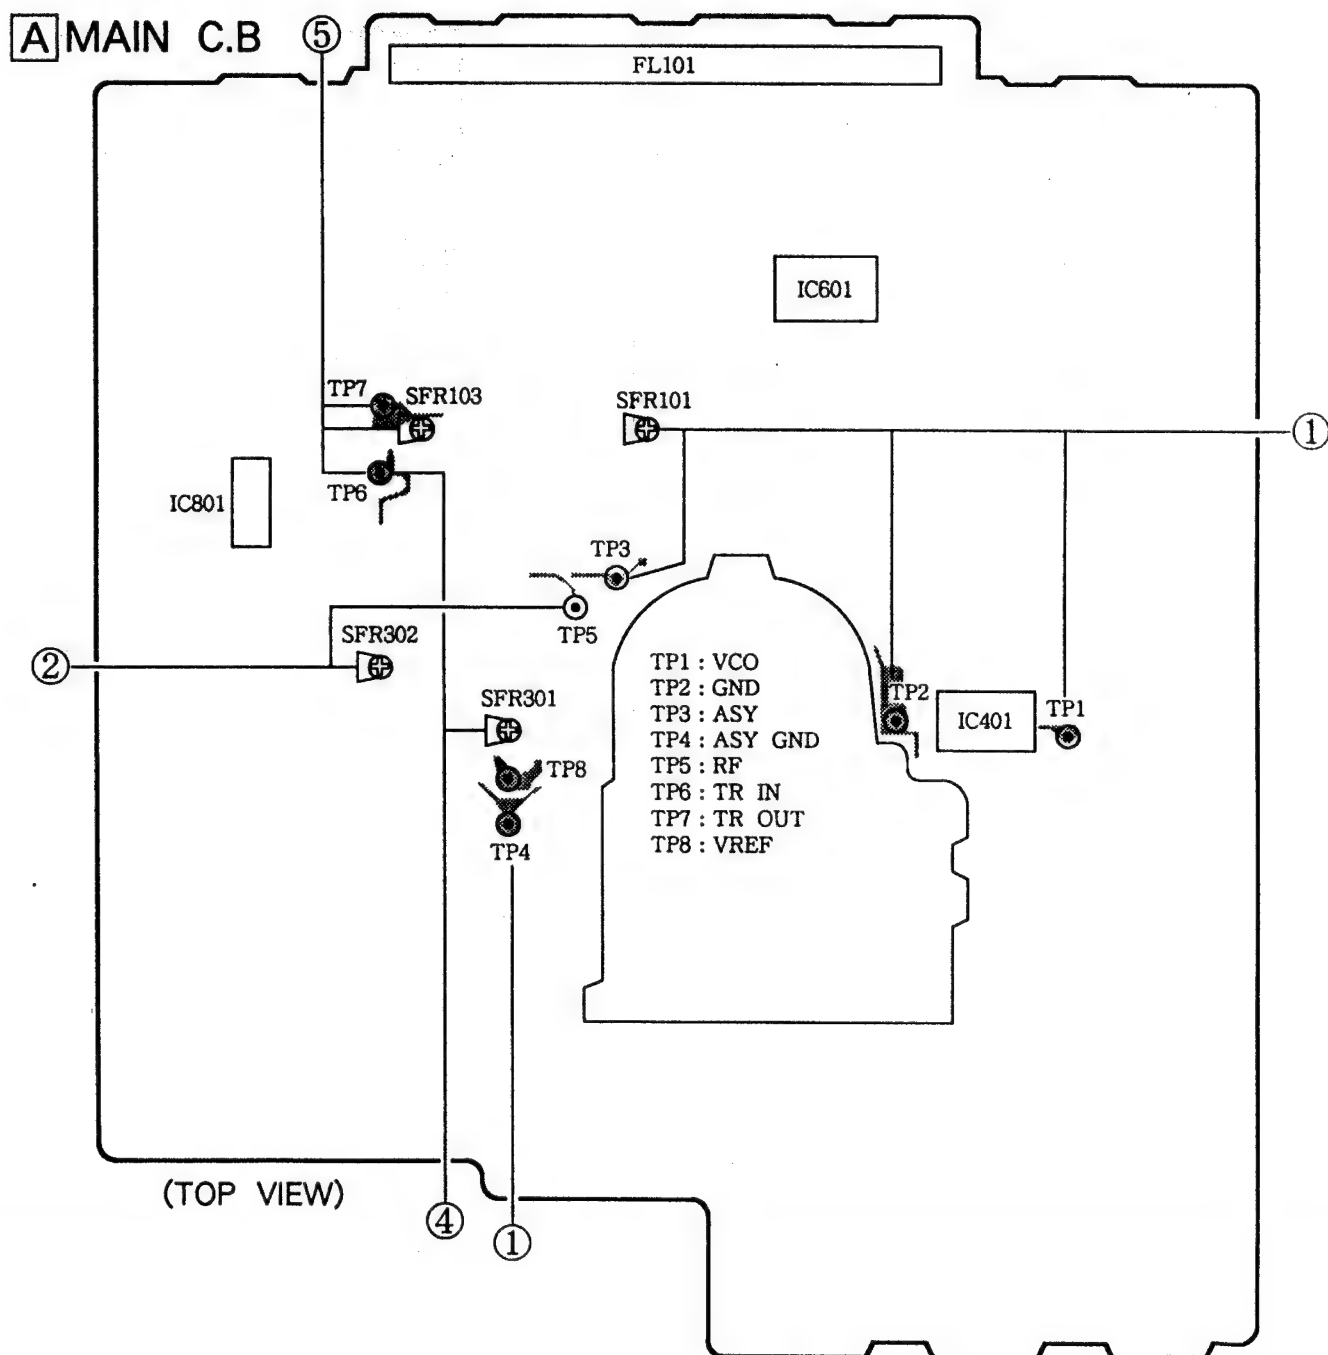 A MAIN C.B
⑤
FL101
IC601
TP7
SFR103
SFR101
①
TP6
IC801
TP3
TP5
SFR302
②
TP1 : VCO
TP2 : GND
TP3 : ASY
TP4 : ASY GND
TP5 : RF
TP6 : TR IN
TP7 : TR OUT
TP8 : VREF
TP2
IC401
TP1
SFR301
TP8
TP4
(TOP VIEW)
④
①